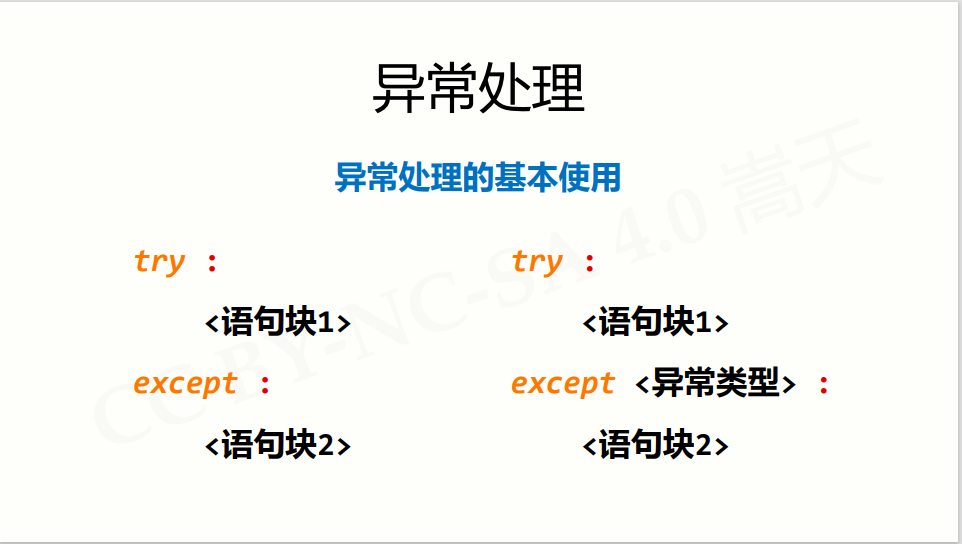 异常处理
异常处理的基本使用
try :
<语句块1>
except :
<语句块2>
try :
<语句块1>
except <异常类型> :
<语句块2>
CC BY-NC-SA 4.0 嵩天